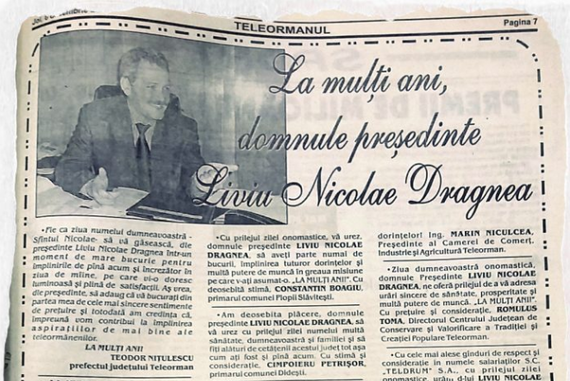 TELEORMANUL
Pagina 7
La mulți ani,
domnule președinte
Liviu Nicolae Dragnea
•Fie ca ziua numelui dumneavoastră -
Sfîntul Nicolae- să vă găsească, die
președinte Liviu Nicolae Dragnea într-un
moment de mare bucurie pentru
împlinirile de pînă acum și încrezător în
ziua de mîine, pe care vi-o doresc
luminoasă și plină de satisfacții. Aș vrea,
die președinte, să adaug că vă bucurați din
partea mea de cele mai sincere sentimente
de prețuire și totodată am credința că,
împreună vom contribui la împlinirea
aspirațiilor de mai bine ale
teleormănenilor.
LA MULȚI ANI!
TEODOR NIȚULESCU
prefectul județului Teleorman
•Cu prilejul zilei onomastice, vă urez,
domnule președinte LIVIU NICOLAE
DRAGNEA, să aveți parte numai de
bucurii, împlinirea tuturor dorințelor și
multă putere de muncă în greaua misiune
pe care v-ați asumat-o. „LA MULȚI ANI!". Cu
deosebită stimă, CONSTANTIN BOAGIU,
primarul comunei Plopii Slăvitești.
•Am deosebita plăcere, domnule
președinte LIVIU NICOLAE DRAGNEA, să
vă urez cu prilejul zilei numelui multă
sănătate, dumneavoastră și familiei și să
fiți alături de cetățenii acestui județ tot așa
cum ați fost și pînă acum. Cu stimă și
considerație, CIMPOIERU PETRIȘOR,
primarul comunei Didești.
dorințelor! Ing. MARIN NICULCEA,
Președinte al Camerei de Comerț,
Industrie și Agricultură Teleorman.
•Ziua dumneavoastră onomastică,
domnule Președinte LIVIU NICOLAE
DRAGNEA, ne oferă prilejul de a vă adresa
urări sincere de sănătate, prosperitate și
multă putere de muncă. „LA MULȚI ANI!".
Cu prețuire și considerație, ROMULUS
TOMA, Directorul Centrului Județean de
Conservare și Valorificare a Tradiției și
Creației Populare Teleorman.
•Cu cele mai alese gînduri de respect și
considerație în numele salariaților S.C.
„TELDRUM" S.A., cu prilejul zilei